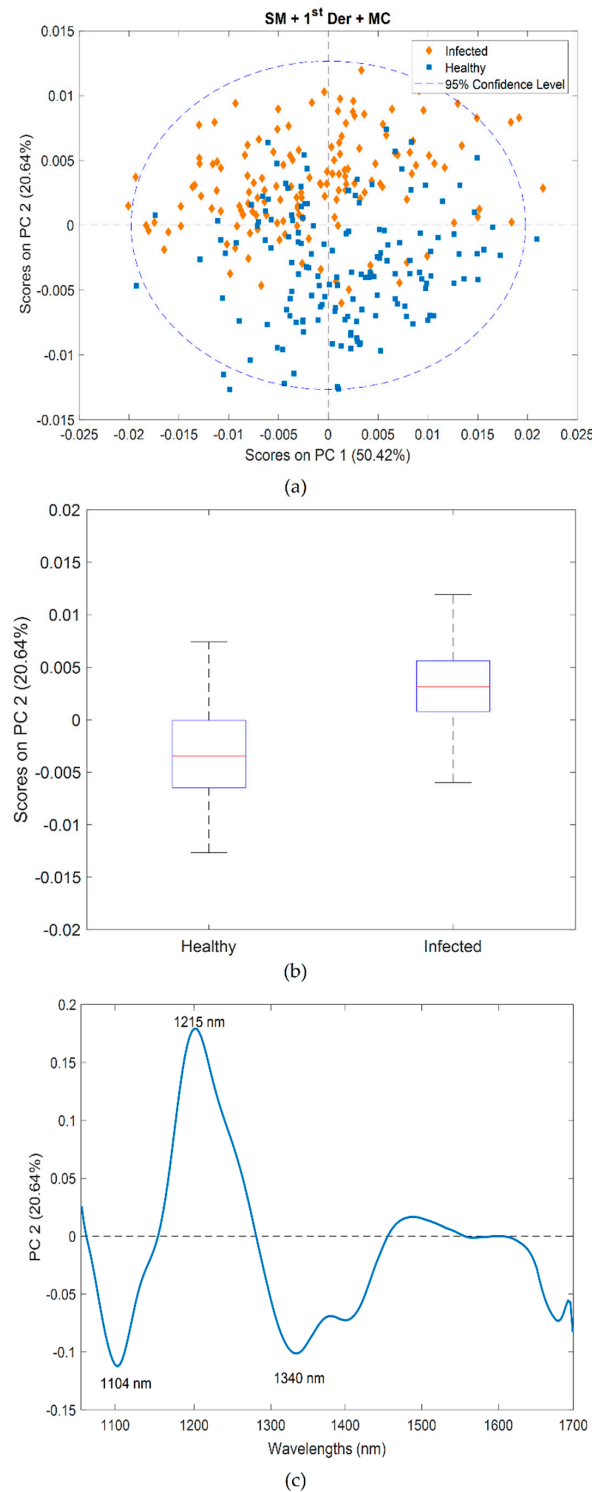 SM + 1st Der + MC
Infected
Healthy
95% Confidence Level
0.015
0.01
0.005
0
-0.005
-0.01
-0.015
Scores on PC 2 (20.64%)
-0.025 -0.02 -0.015 -0.01 -0.005 0 0.005 0.01 0.015 0.02 0.025
Scores on PC 1 (50.42%)
(a)
0.02
0.015
0.01
0.005
0
-0.005
-0.01
-0.015
-0.02
Scores on PC 2 (20.64%)
Healthy Infected
(b)
0.2
0.15
0.1
0.05
0
-0.05
-0.1
-0.15
PC 2 (20.64%)
1215 nm
1104 nm
1340 nm
1100 1200 1300 1400 1500 1600 1700
Wavelengths (nm)
(c)